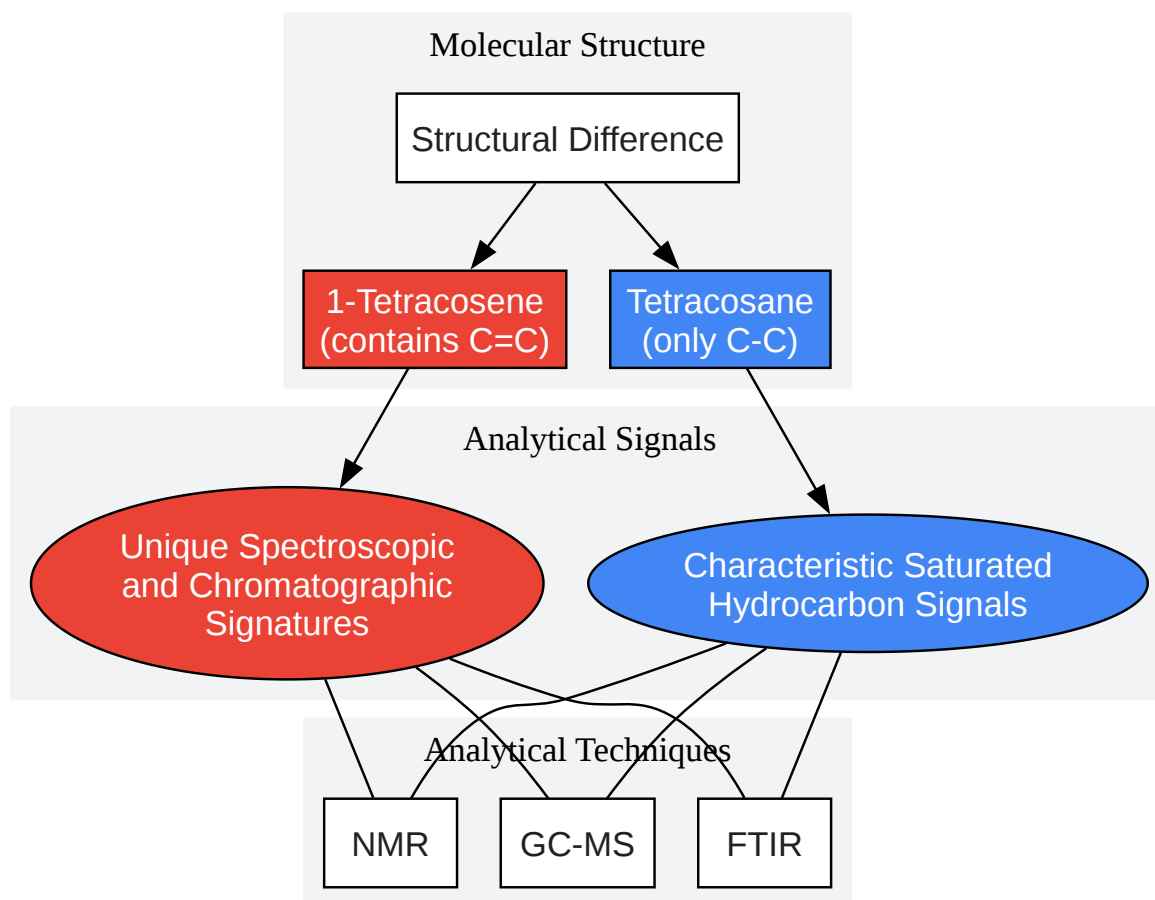 Molecular Structure
Structural Difference
1-Tetracosene
(contains C=C)
Tetracosane
(only C-C)
Analytical Signals
Unique Spectroscopic
and Chromatographic
Signatures
Characteristic Saturated
Hydrocarbon Signals
Analytical Techniques
NMR
GC-MS
FTIR